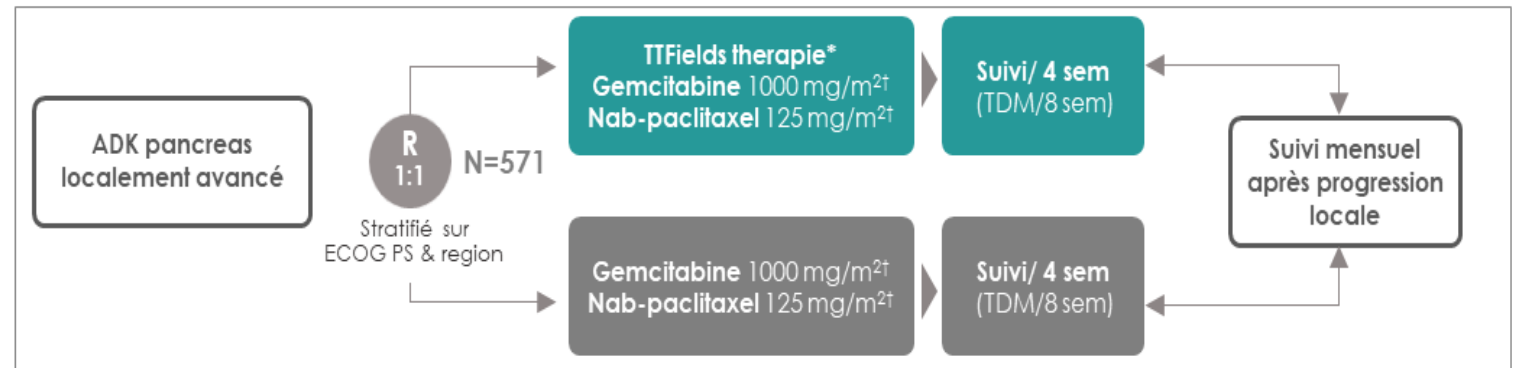 ADK pancreas
localement avancé
R
1:1
N=571
Stratifié sur
ECOG PS & region
TTFields therapie*
Gemcitabine 1000 mg/m²†
Nab-paclitaxel 125 mg/m²†
Suivi/ 4 sem
(TDM/8 sem)
Gemcitabine 1000 mg/m²†
Nab-paclitaxel 125 mg/m²†
Suivi/ 4 sem
(TDM/8 sem)
Suivi mensuel
après progression
locale